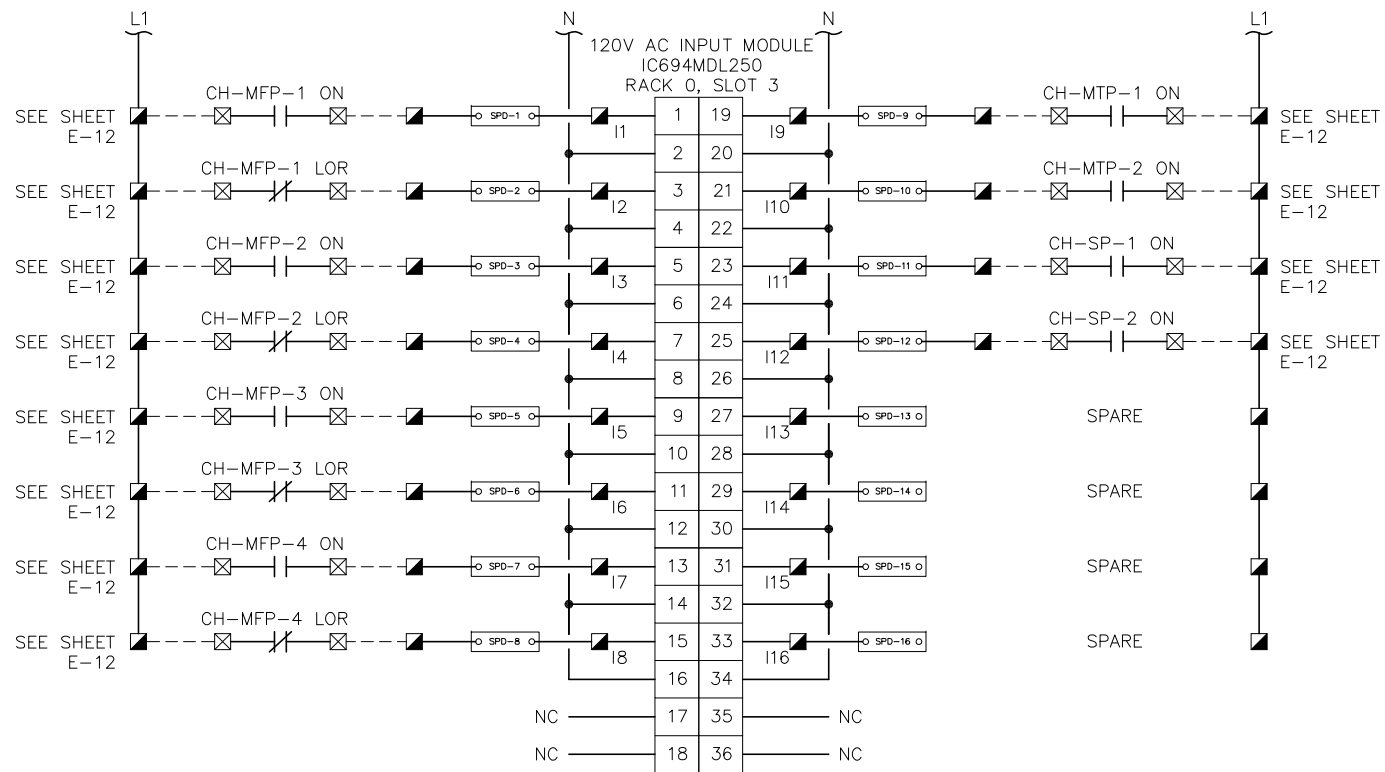 L1 N N L1
120V AC INPUT MODULE
IC694MDL250
RACK 0, SLOT 3
CH-MFP-1 ON CH-MTP-1 ON
SEE SHEET SPD-1 1 19 SPD-9 SEE SHEET
E-12 I1 I9 E-12
2 20
CH-MFP-1 LOR CH-MTP-2 ON
SEE SHEET SPD-2 3 21 SPD-10 SEE SHEET
E-12 I2 I10 E-12
4 22
CH-MFP-2 ON CH-SP-1 ON
SEE SHEET SPD-3 5 23 SPD-11 SEE SHEET
E-12 I3 I11 E-12
6 24
CH-MFP-2 LOR CH-SP-2 ON
SEE SHEET SPD-4 7 25 SPD-12 SEE SHEET
E-12 I4 I12 E-12
8 26
CH-MFP-3 ON
SEE SHEET SPD-5 9 27 SPD-13 SPARE
E-12 I5 I13
10 28
CH-MFP-3 LOR
SEE SHEET SPD-6 11 29 SPD-14 SPARE
E-12 I6 I14
12 30
CH-MFP-4 ON
SEE SHEET SPD-7 13 31 SPD-15 SPARE
E-12 I7 I15
14 32
CH-MFP-4 LOR
SEE SHEET SPD-8 15 33 SPD-16 SPARE
E-12 I8 I16
16 34
NC 17 35 NC
NC 18 36 NC